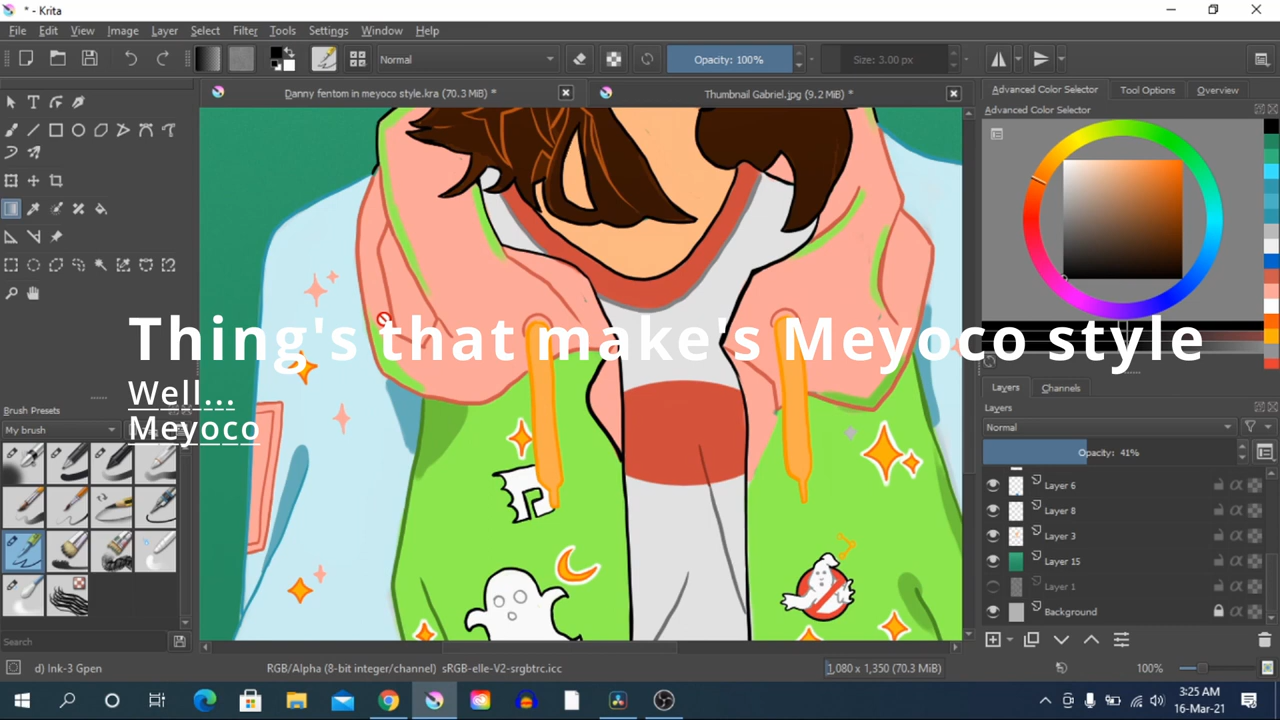 * - Krita
File Edit View Image Layer Select Filter Tools Settings Window Help
Normal Opacity: 100% Size: 3.00 px
Danny fentom in meyoco style.kra (70.3 MiB) *
Thumbnail Gabriel.jpg (9.2 MiB) *
Advanced Color Selector Tool Options Overview
Advanced Color Selector
Thing's that make's Meyoco style
Well...
Meyoco
Brush Presets
My brush
Search
Layers Channels
Layers
Normal
Opacity: 41%
Layer 6
Layer 8
Layer 3
Layer 15
Layer 1
Background
d) Ink-3 Gpen
RGB/Alpha (8-bit integer/channel) sRGB-elle-V2-srgbtrc.icc
1,080 x 1,350 (70.3 MiB)
100%
3:25 AM
16-Mar-21